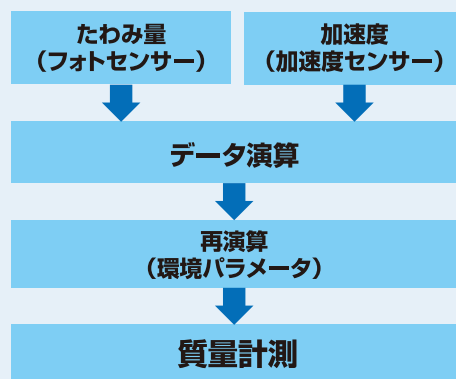 たわみ量
（フォトセンサー）
加速度
（加速度センサー）
データ演算
再演算
（環境パラメータ）
質量計測